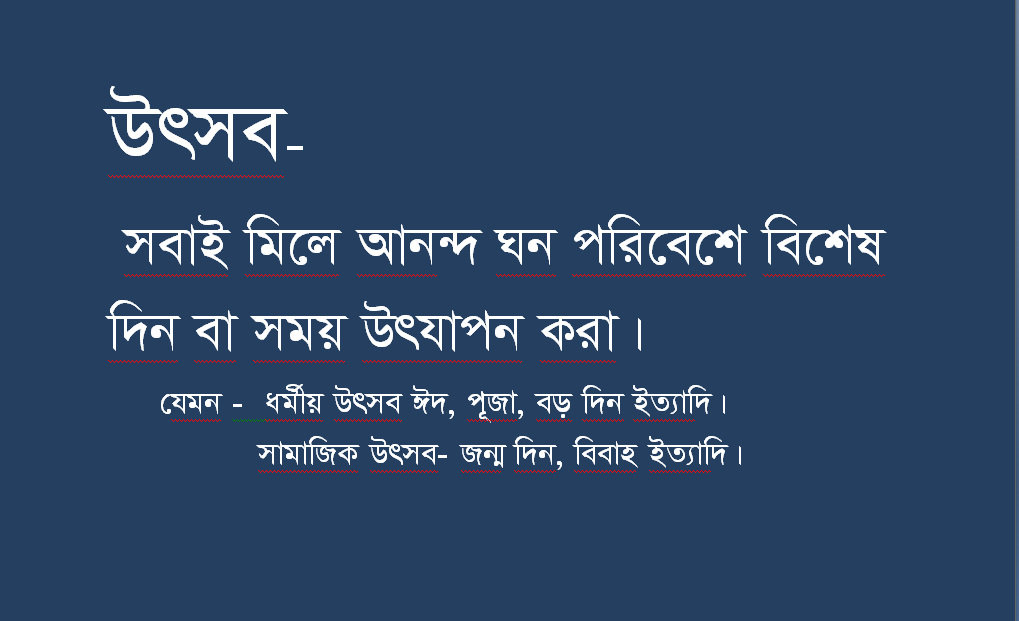 উৎসব-
সবাই মিলে আনন্দ ঘন পরিবেশে বিশেষ
দিন বা সময় উৎযাপন করা।
যেমন - ধর্মীয় উৎসব ঈদ, পূজা, বড় দিন ইত্যাদি।
সামাজিক উৎসব- জন্ম দিন, বিবাহ ইত্যাদি।